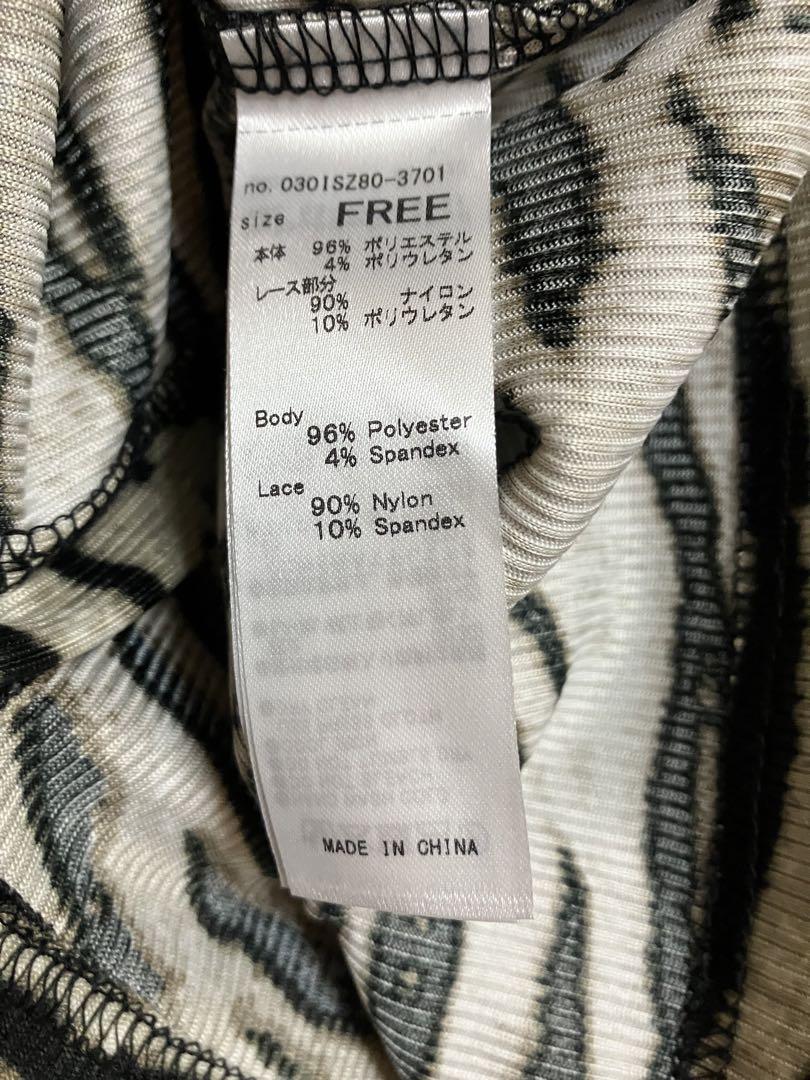 no. 030ISZ80-3701
size FREE
本体 96% ポリエステル
4% ポリウレタン
レース部分
90% ナイロン
10% ポリウレタン
Body
96% Polyester
4% Spandex
Lace
90% Nylon
10% Spandex
MADE IN CHINA